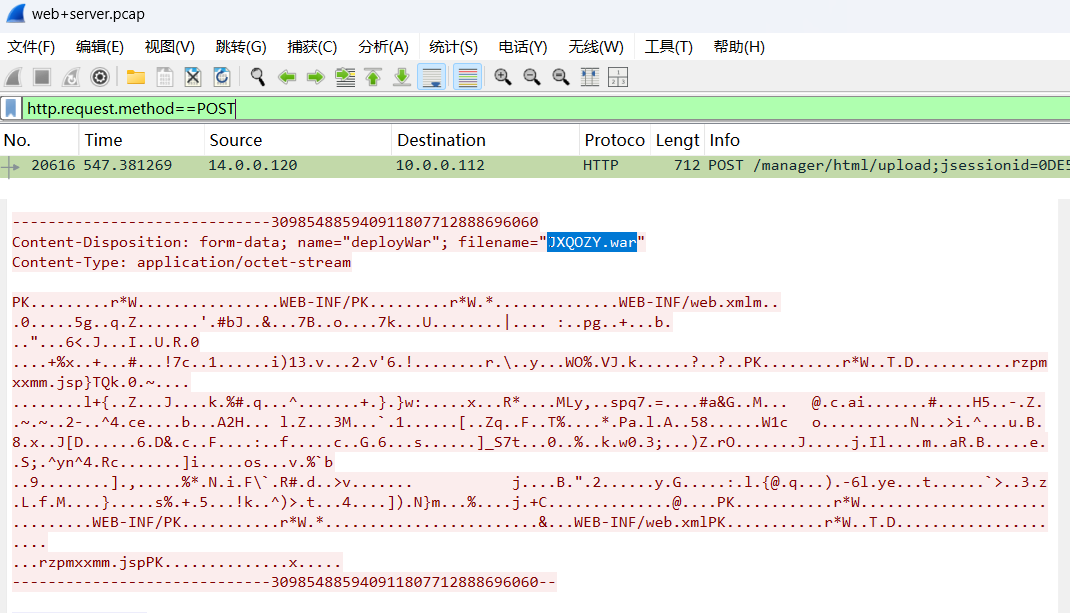 web+server.pcap
文件(F) 编辑(E) 视图(V) 跳转(G) 捕获(C) 分析(A) 统计(S) 电话(Y) 无线(W) 工具(T) 帮助(H)
http.request.method==POST
No. Time Source Destination Protoco Lengt Info
20616 547.381269 14.0.0.120 10.0.0.112 HTTP 712 POST /manager/html/upload;jsessionid=0DE5
-----------------------------3098548859409118077128886​96060
Content-Disposition: form-data; name="deployWar"; filename="JXQOZY.war"
Content-Type: application/octet-stream
PK.........r*W................WEB-INF/PK.........r*W.*..............WEB-INF/web.xmlm..
.0.....5g..q.Z.......'.#bJ..&...7B..o....7k...U........|.... :..pg..+...b.
.."...6<.J...I..U.R.0
....+%x..+...#...!7c..1......i)13.v...2.v'6.!........r.\..y...WO%.VJ.k......?..?..PK.........r*W..T.D...........rzpm
xxmm.jsp}TQk.0.~....
........l+{..Z...J....k.%#.q...^.......+.}.}w:.....x...R*....MLy,..spq7.=....#a&G..M... @.c.ai.......#....H5..-.Z.
.~.~..2-..^4.ce....b...A2H... l.Z...3M...`.1......[..Zq..F..T%....*.Pa.l.A..58......W1c o..........N...>i.^...u.B.
8.x..J[D......6.D&.c..F....:..f.....c..G.6...s......]_S7t...0..%..k.w0.3;...)Z.rO.......J.....j.Il....m..aR.B.....e.
.S;.^yn^4.Rc.......]i.....os...v.%`b
..9........].,.....%*.N.i.F\`.R#.d..>v....... j....B.".2......y.G.....:.l.{@.q...).-6l.ye...t......`>..3.z
.L.f.M....}.....s%.+.5...!k..^)>.t...4....]).N}m...%....j.+C..............@....PK...........r*W.......................
.........WEB-INF/PK...........r*W.*........................&...WEB-INF/web.xmlPK...........r*W..T.D...................
....
...rzpmxxmm.jspPK..............x.....
-----------------------------309854885940911807712888696060--